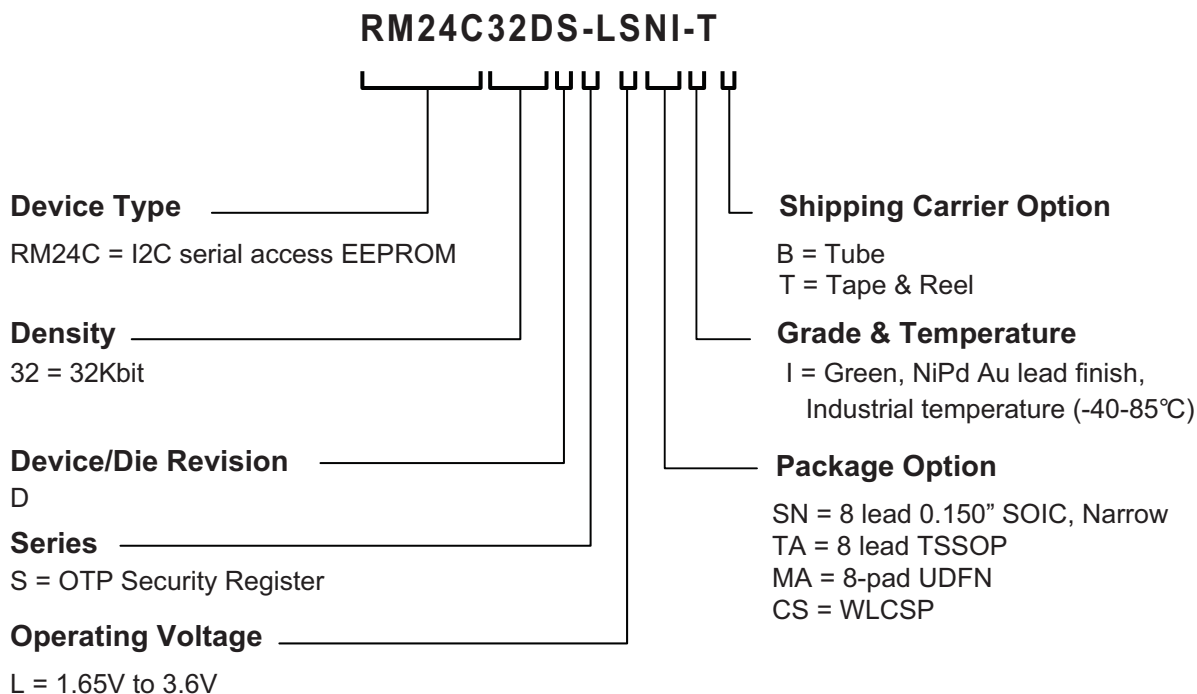 RM24C32DS-LSNI-T
Device Type
RM24C = I2C serial access EEPROM
Density
32 = 32Kbit
Device/Die Revision
D
Series
S = OTP Security Register
Operating Voltage
L = 1.65V to 3.6V
Shipping Carrier Option
B = Tube
T = Tape & Reel
Grade & Temperature
I = Green, NiPd Au lead finish,
Industrial temperature (-40-85℃)
Package Option
SN = 8 lead 0.150” SOIC, Narrow
TA = 8 lead TSSOP
MA = 8-pad UDFN
CS = WLCSP